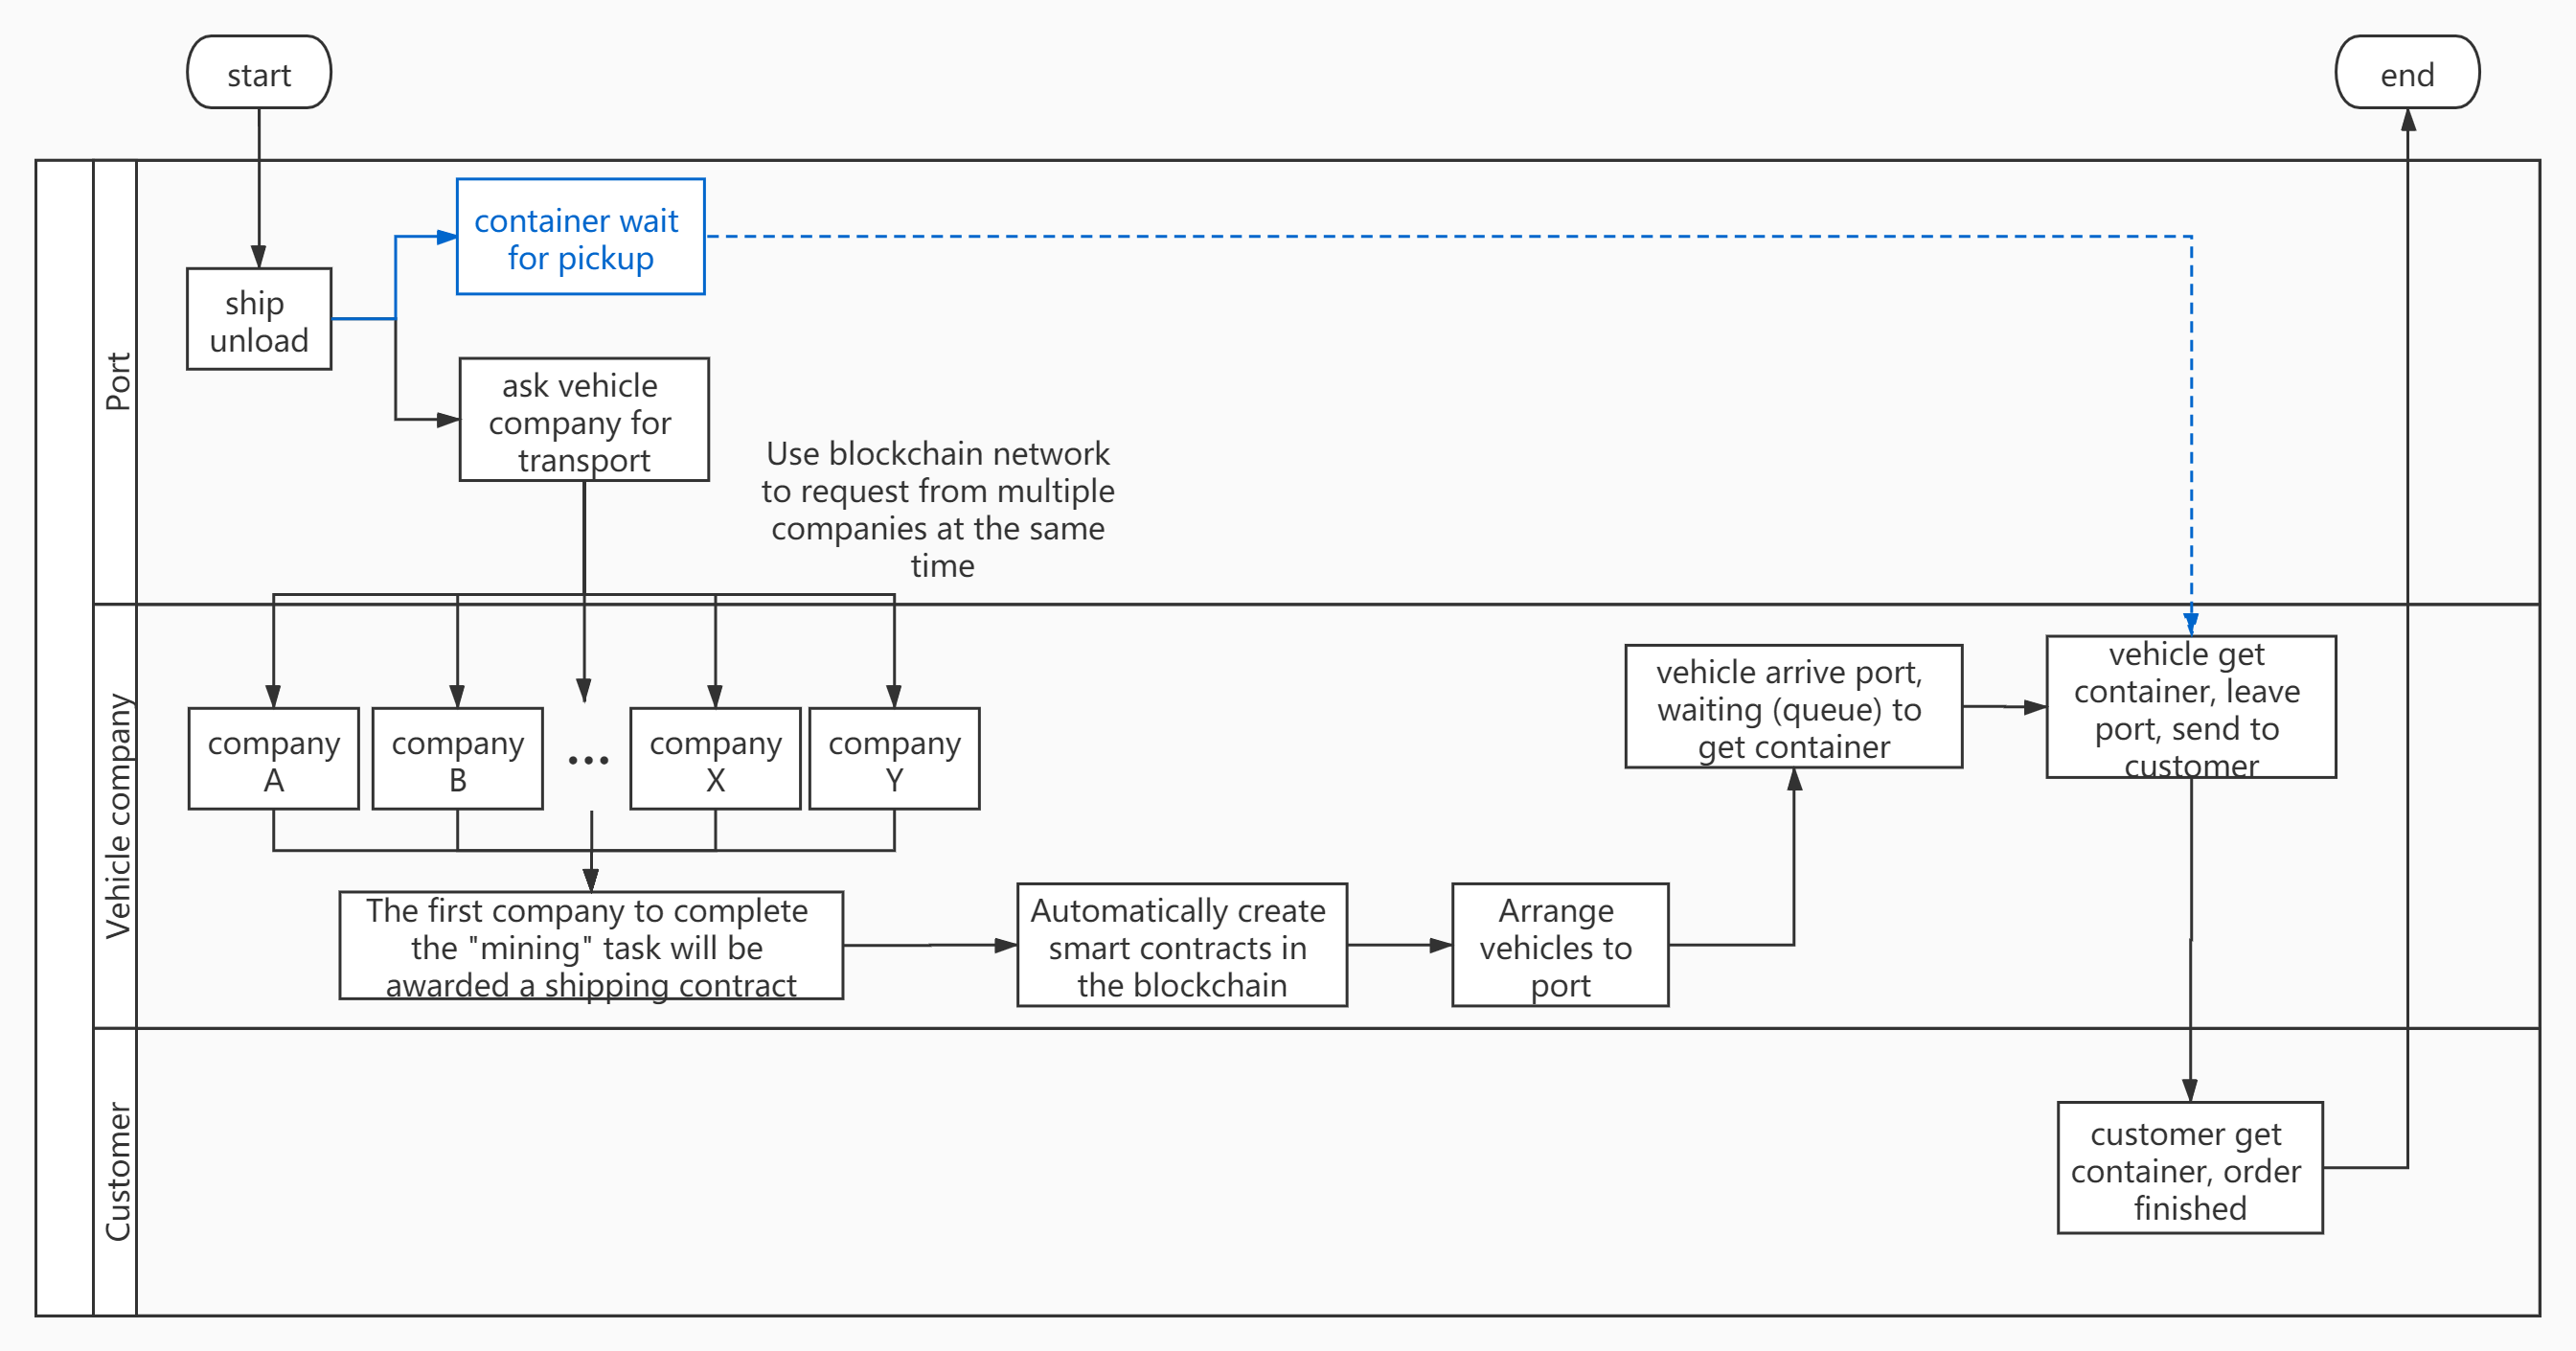 start
end
Port
container wait
for pickup
ship
unload
ask vehicle
company for
transport
Use blockchain network
to request from multiple
companies at the same
time
Vehicle company
company
A
company
B
...
company
X
company
Y
vehicle arrive port,
waiting (queue) to
get container
vehicle get
container, leave
port, send to
customer
The first company to complete
the "mining" task will be
awarded a shipping contract
Automatically create
smart contracts in
the blockchain
Arrange
vehicles to
port
Customer
customer get
container, order
finished